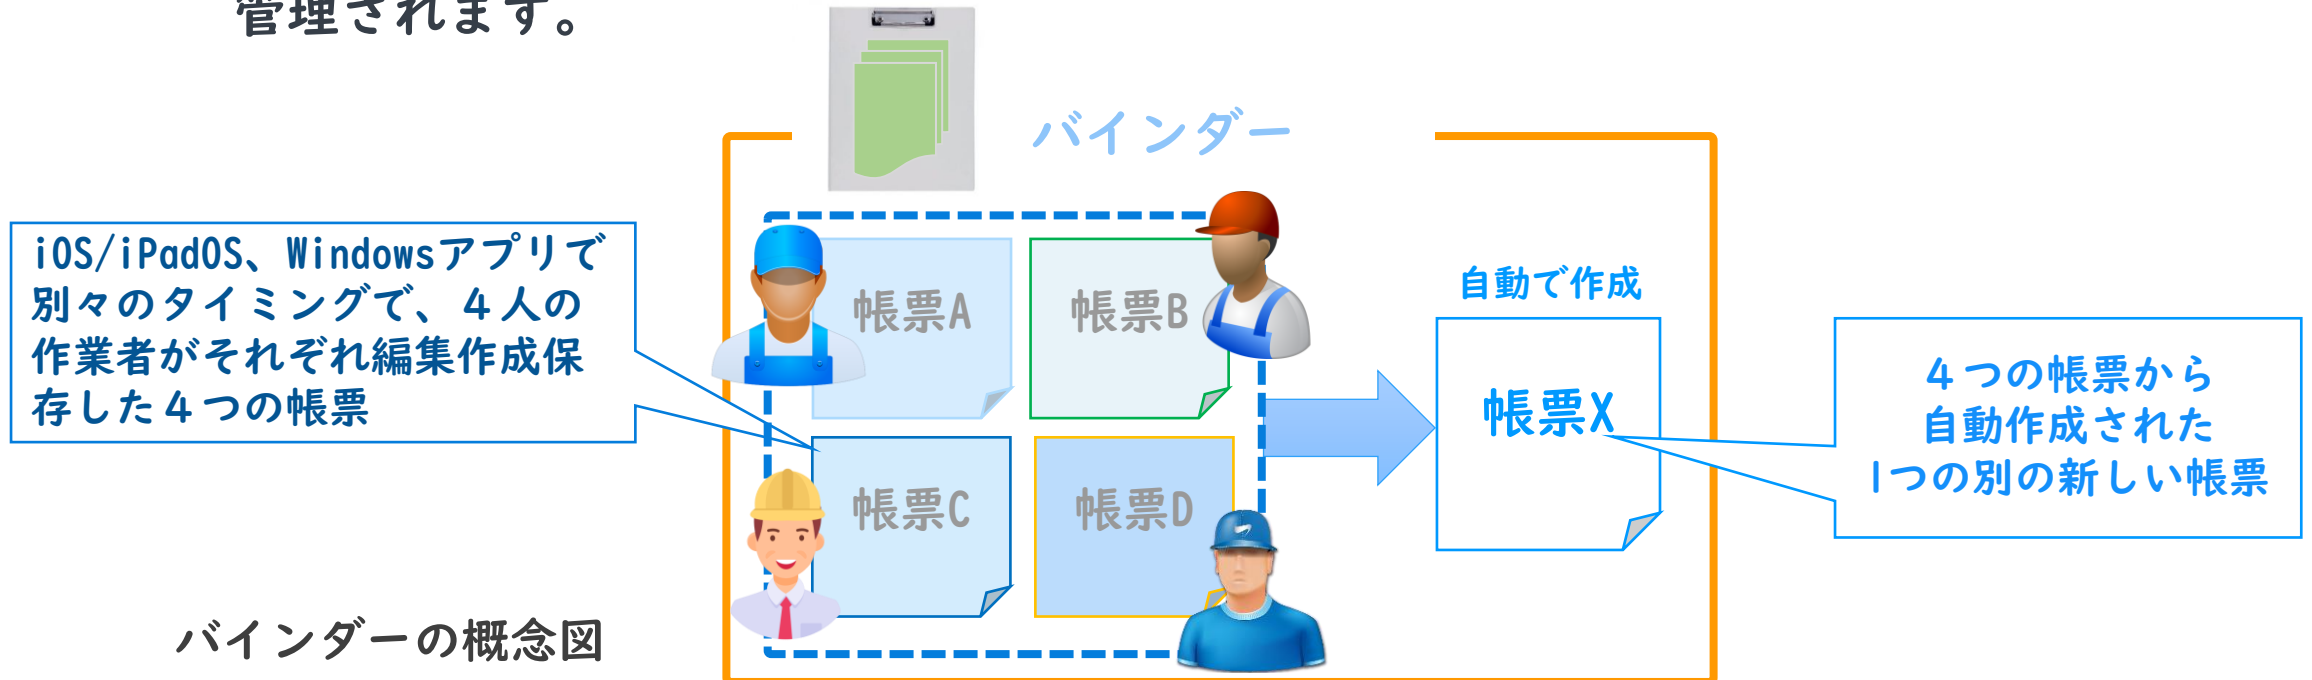 管理されます。
バインダー
iOS/iPadOS、Windowsアプリで
別々のタイミングで、４人の
作業者がそれぞれ編集作成保
存した４つの帳票
帳票A
帳票B
帳票C
帳票D
自動で作成
帳票X
４つの帳票から
自動作成された
1つの別の新しい帳票
バインダーの概念図